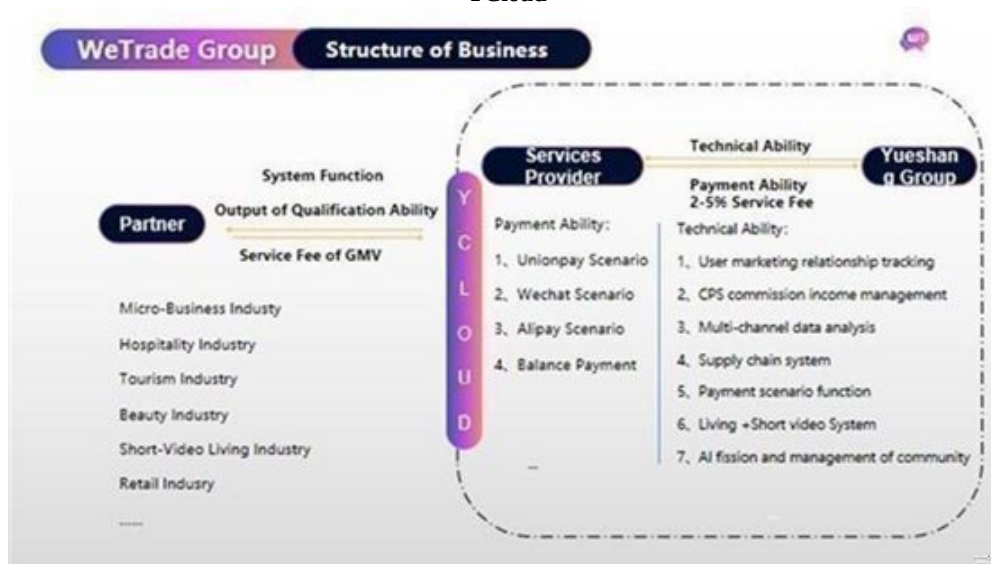 WeTrade Group
Structure of Business
System Function
Output of Qualification Ability
Partner
Service Fee of GMV
Micro-Business Industy
Hospitality Industry
Tourism Industry
Beauty Industry
Short-Video Living Industry
Retail Indusry
......
YCLOUD
Services
Provider
Technical Ability
Payment Ability
2-5% Service Fee
Yueshan
g Group
Payment Ability:
1、Unionpay Scenario
2、Wechat Scenario
3、Alipay Scenario
4、Balance Payment
...
Technical Ability:
1、User marketing relationship tracking
2、CPS commission income management
3、Multi-channel data analysis
4、Supply chain system
5、Payment scenario function
6、Living +Short video System
7、AI fission and management of community